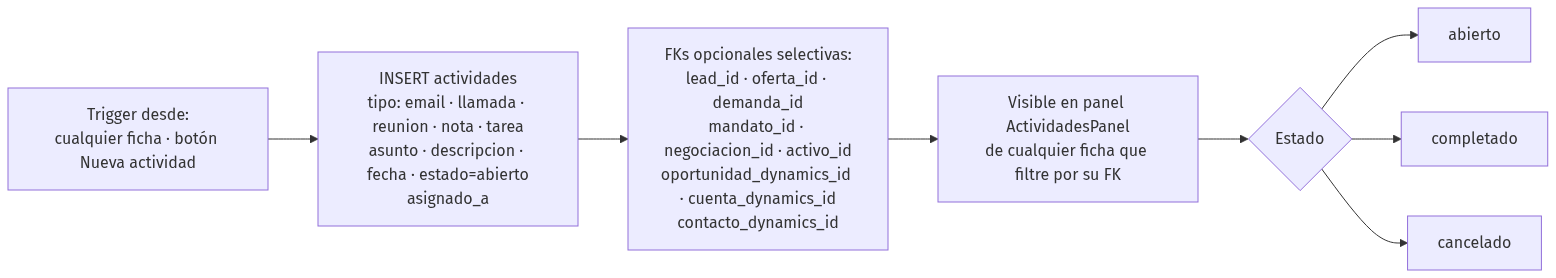 Trigger desde:
cualquier ficha · botón
Nueva actividad
INSERT actividades
tipo: email · llamada ·
reunion · nota · tarea
asunto · descripcion ·
fecha · estado=abierto
asignado_a
FKs opcionales selectivas:
lead_id · oferta_id ·
demanda_id
mandato_id ·
negociacion_id · activo_id
oportunidad_dynamics_id
· cuenta_dynamics_id
contacto_dynamics_id
Visible en panel
ActividadesPanel
de cualquier ficha que
filtre por su FK
Estado
abierto
completado
cancelado